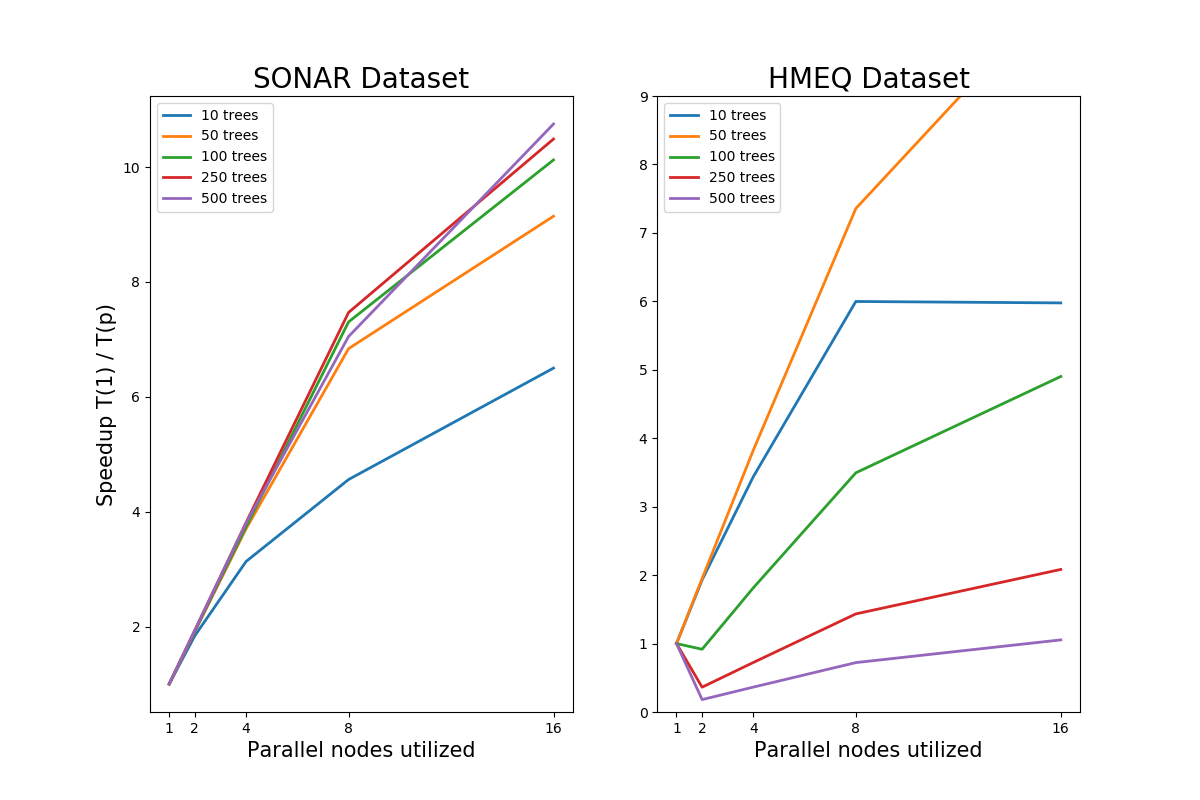 SONAR Dataset
10 trees
50 trees
100 trees
250 trees
500 trees
10
8
6
4
2
Speedup T(1) / T(p)
1 2 4 8 16
Parallel nodes utilized
HMEQ Dataset
10 trees
50 trees
100 trees
250 trees
500 trees
9
8
7
6
5
4
3
2
1
0
1 2 4 8 16
Parallel nodes utilized